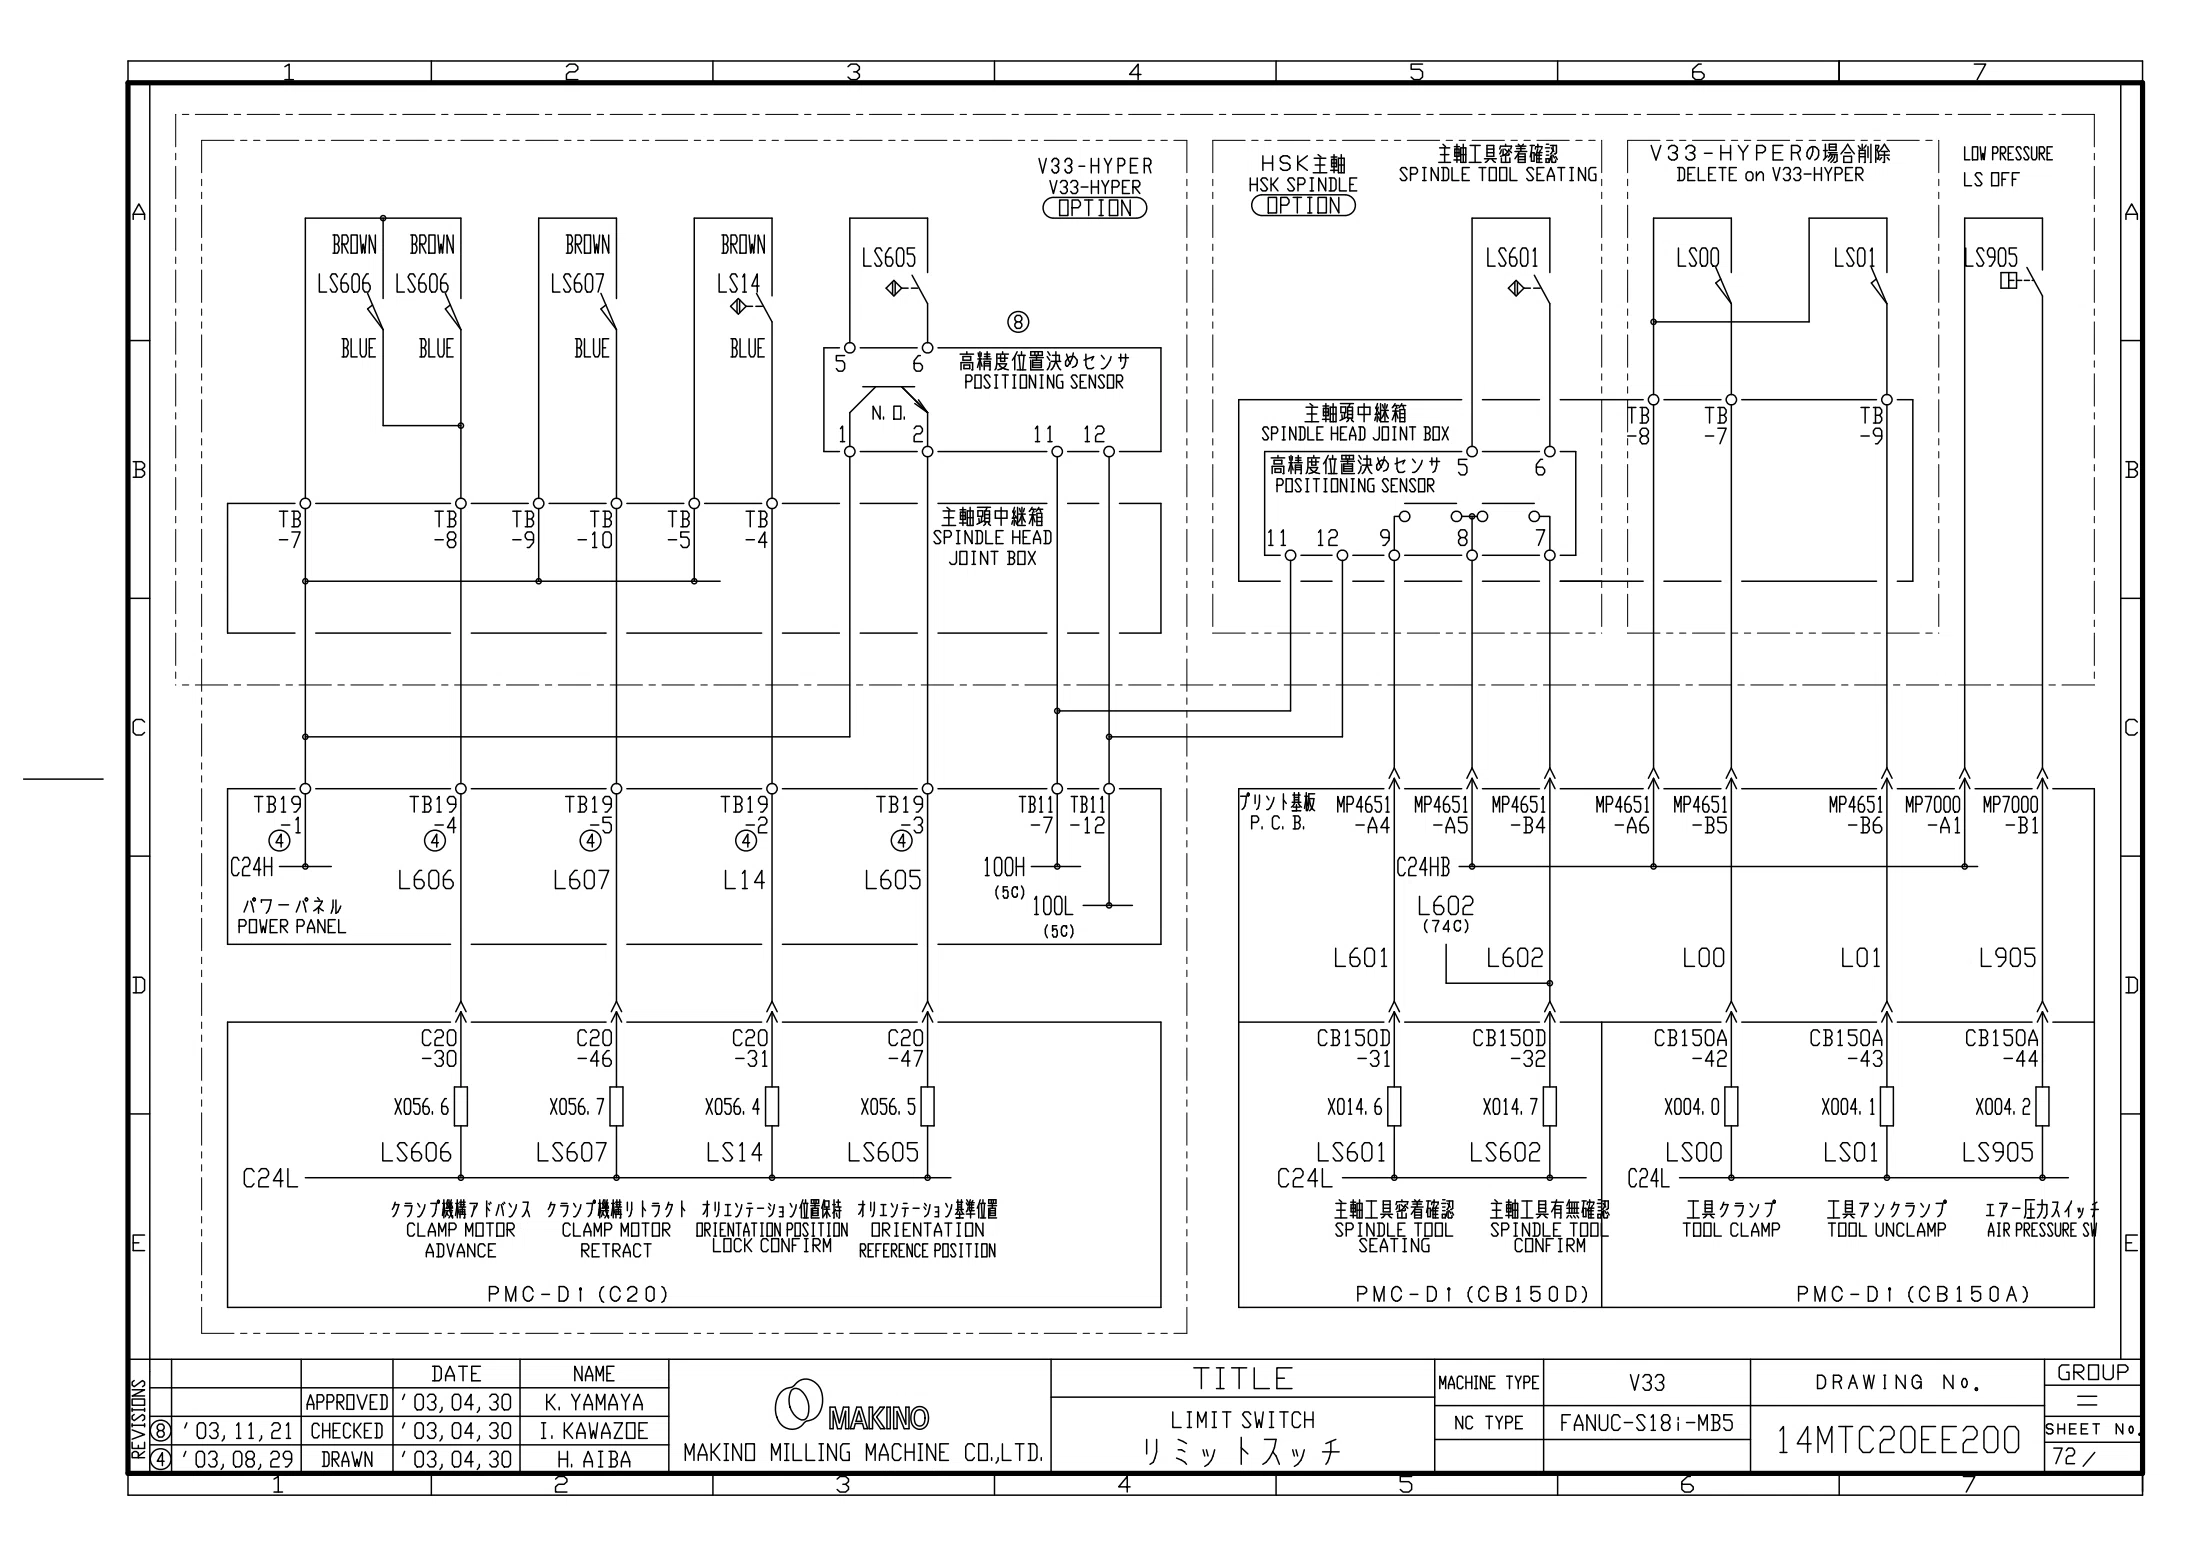 1 2 3 4 5 6 7
A
B
C
D
E
A
B
C
D
E
V33-HYPER
V33-HYPER
OPTION
HSK主軸
HSK SPINDLE
OPTION
主軸工具密着確認
SPINDLE TOOL SEATING
V33-HYPERの場合削除
DELETE on V33-HYPER
LOW PRESSURE
LS OFF
BROWN BROWN BROWN BROWN
LS606 LS606 LS607 LS14 LS605
BLUE BLUE BLUE BLUE
LS601 LS00 LS01 LS905
⑧
5 6
高精度位置決めセンサ
POSITIONING SENSOR
N.O.
1 2 11 12
TB TB TB TB TB TB
-7 -8 -9 -10 -5 -4
主軸頭中継箱
SPINDLE HEAD
JOINT BOX
主軸頭中継箱
SPINDLE HEAD JOINT BOX
高精度位置決めセンサ
POSITIONING SENSOR
5 6
11 12 9 8 7
TB TB TB
-8 -7 -9
TB19 TB19 TB19 TB19 TB19 TB11 TB11
-1 -4 -5 -2 -3 -7 -12
④ ④ ④ ④ ④
C24H
L606 L607 L14 L605
100H
(5C)
100L
(5C)
パワーパネル
POWER PANEL
プリント基板
P.C.B.
MP4651 MP4651 MP4651 MP4651 MP4651 MP4651 MP7000 MP7000
-A4 -A5 -B4 -A6 -B5 -B6 -A1 -B1
C24HB
L602
(74C)
L601 L602 L00 L01 L905
C20 C20 C20 C20
-30 -46 -31 -47
X056.6 X056.7 X056.4 X056.5
LS606 LS607 LS14 LS605
C24L
クランプ機構アドバンス
CLAMP MOTOR
ADVANCE
クランプ機構リトラクト
CLAMP MOTOR
RETRACT
オリエンテーション位置保持
ORIENTATION POSITION
LOCK CONFIRM
オリエンテーション基準位置
ORIENTATION
REFERENCE POSITION
PMC-DI(C20)
CB150D CB150D CB150A CB150A CB150A
-31 -32 -42 -43 -44
X014.6 X014.7 X004.0 X004.1 X004.2
LS601 LS602 LS00 LS01 LS905
C24L C24L
主軸工具密着確認
SPINDLE TOOL
SEATING
主軸工具有無確認
SPINDLE TOOL
CONFIRM
工具クランプ
TOOL CLAMP
工具アンクランプ
TOOL UNCLAMP
エアー圧力スイッチ
AIR PRESSURE SW
PMC-DI(CB150D) PMC-DI(CB150A)
REVISIONS
⑧ '03,11,21
④ '03,08,29
DATE NAME
APPROVED '03,04,30 K. YAMAYA
CHECKED '03,04,30 I. KAWAZOE
DRAWN '03,04,30 H. AIBA
MAKINO
MAKINO MILLING MACHINE CO.,LTD.
TITLE
LIMIT SWITCH
リミットスッチ
MACHINE TYPE V33
NC TYPE FANUC-S18i-MB5
DRAWING No.
14MTC20EE200
GROUP
=
SHEET No.
72/
1 2 3 4 5 6 7